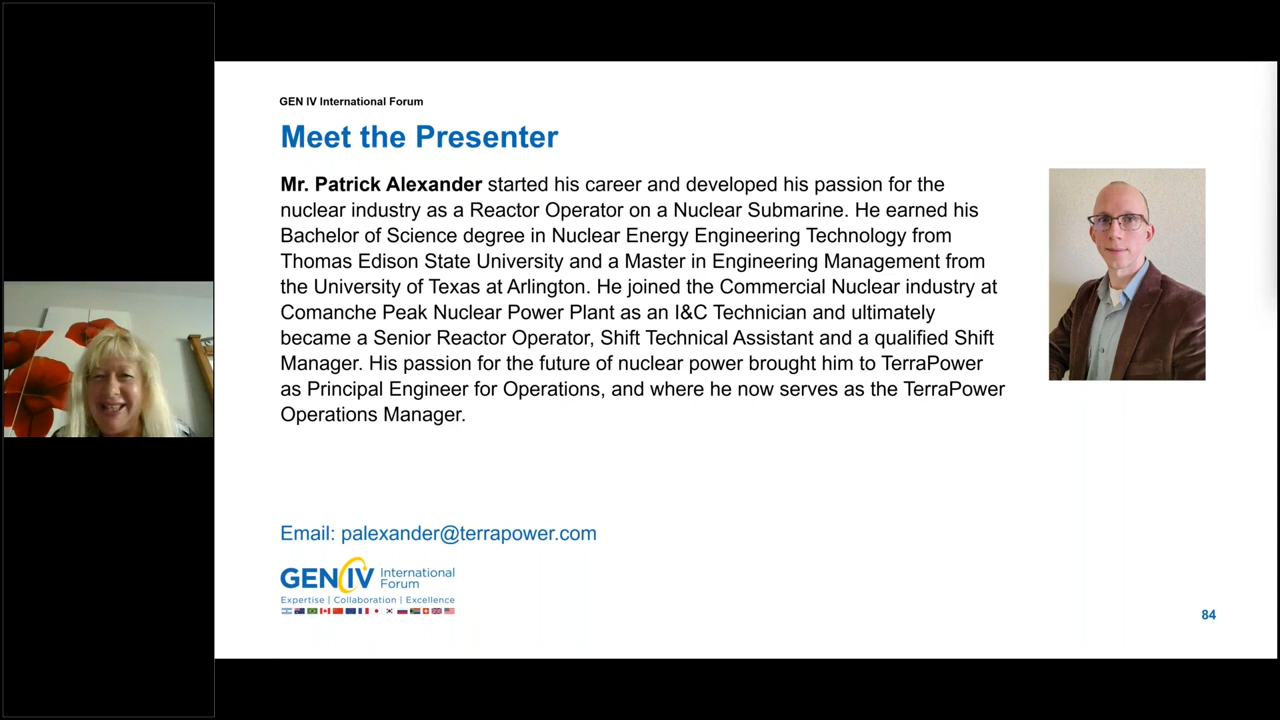 GEN IV International Forum
Meet the Presenter
Mr. Patrick Alexander started his career and developed his passion for the
nuclear industry as a Reactor Operator on a Nuclear Submarine. He earned his
Bachelor of Science degree in Nuclear Energy Engineering Technology from
Thomas Edison State University and a Master in Engineering Management from
the University of Texas at Arlington. He joined the Commercial Nuclear industry at
Comanche Peak Nuclear Power Plant as an I&C Technician and ultimately
became a Senior Reactor Operator, Shift Technical Assistant and a qualified Shift
Manager. His passion for the future of nuclear power brought him to TerraPower
as Principal Engineer for Operations, and where he now serves as the TerraPower
Operations Manager.
Email: palexander@terrapower.com
GEN IV International
Forum
Expertise | Collaboration | Excellence
84